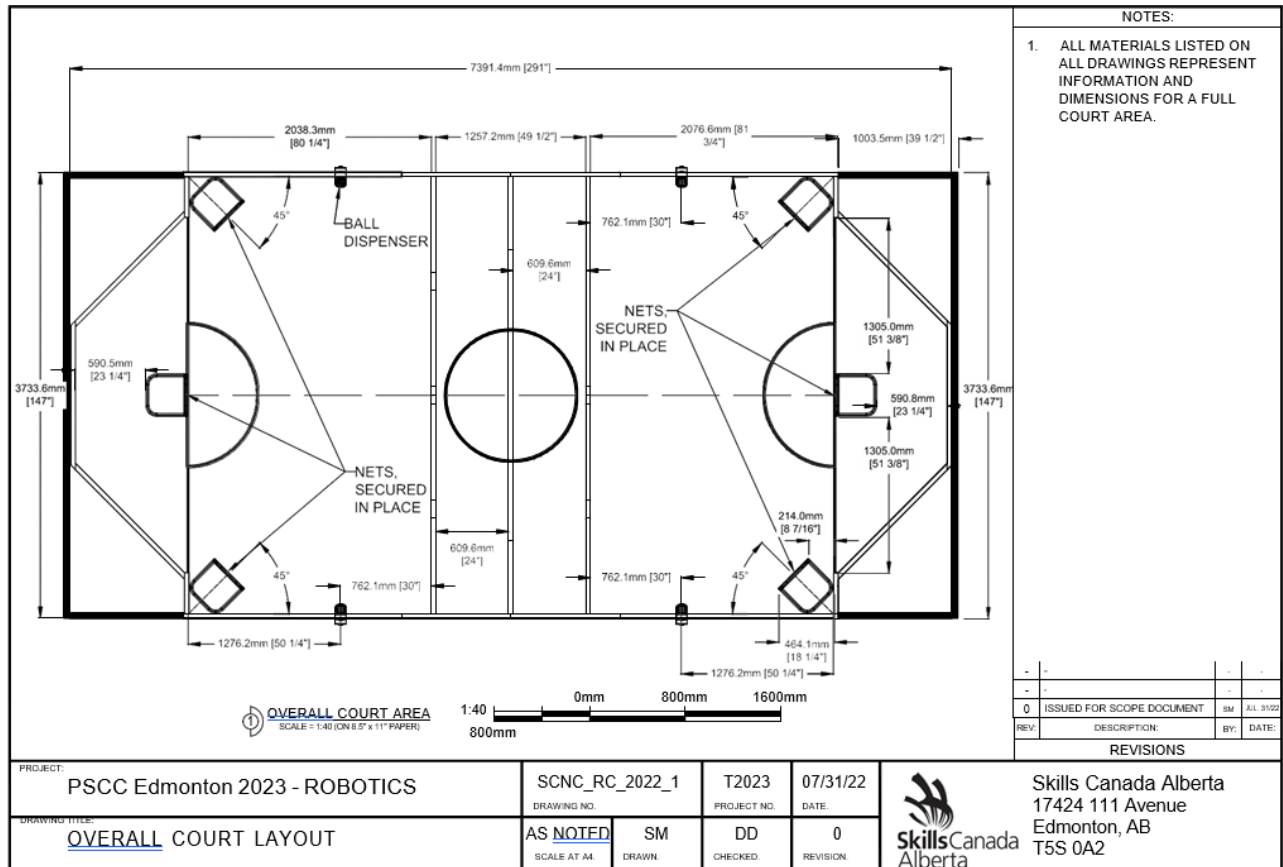 NOTES:
1. ALL MATERIALS LISTED ON
ALL DRAWINGS REPRESENT
INFORMATION AND
DIMENSIONS FOR A FULL
COURT AREA.
7391.4mm [291"]
2038.3mm
[80 1/4"]
1257.2mm [49 1/2"]
2076.6mm [81
3/4"]
1003.5mm [39 1/2"]
45°
BALL
DISPENSER
762.1mm [30"]
45°
609.6mm
[24"]
NETS,
SECURED
IN PLACE
1305.0mm
[51 3/8"]
590.5mm
[23 1/4"]
3733.6mm
[147"]
3733.6mm
[147"]
590.8mm
[23 1/4"]
1305.0mm
[51 3/8"]
NETS,
SECURED
IN PLACE
214.0mm
[8 7/16"]
609.6mm
[24"]
45°
762.1mm [30"]
762.1mm [30"]
45°
1276.2mm [50 1/4"]
464.1mm
[18 1/4"]
1276.2mm [50 1/4"]
1 OVERALL COURT AREA
SCALE = 1:40 (ON 8.5" x 11" PAPER)
1:40
0mm 800mm 1600mm
800mm
- - - -
- - - -
0 ISSUED FOR SCOPE DOCUMENT SM JUL. 31/22
REV: DESCRIPTION: BY: DATE:
REVISIONS
PROJECT:
PSCC Edmonton 2023 - ROBOTICS
DRAWING TITLE:
OVERALL COURT LAYOUT
SCNC_RC_2022_1 T2023 07/31/22
DRAWING NO. PROJECT NO. DATE.
AS NOTED SM DD 0
SCALE AT A4. DRAWN. CHECKED. REVISION.
SkillsCanada
Alberta
Skills Canada Alberta
17424 111 Avenue
Edmonton, AB
T5S 0A2